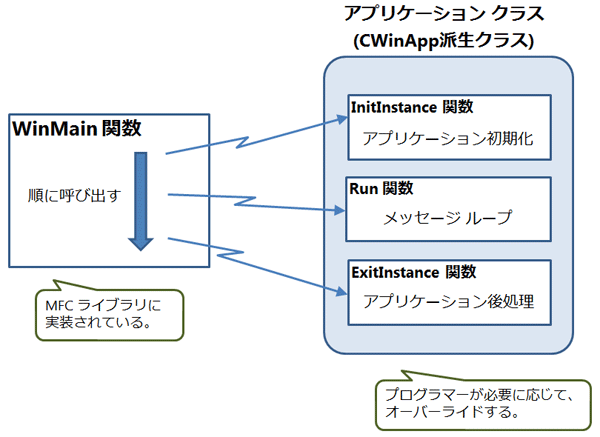 アプリケーション クラス
(CWinApp派生クラス)
WinMain 関数
順に呼び出す
InitInstance 関数
アプリケーション初期化
Run 関数
メッセージ ループ
ExitInstance 関数
アプリケーション後処理
MFC ライブラリに
実装されている。
プログラマーが必要に応じて、
オーバーライドする。